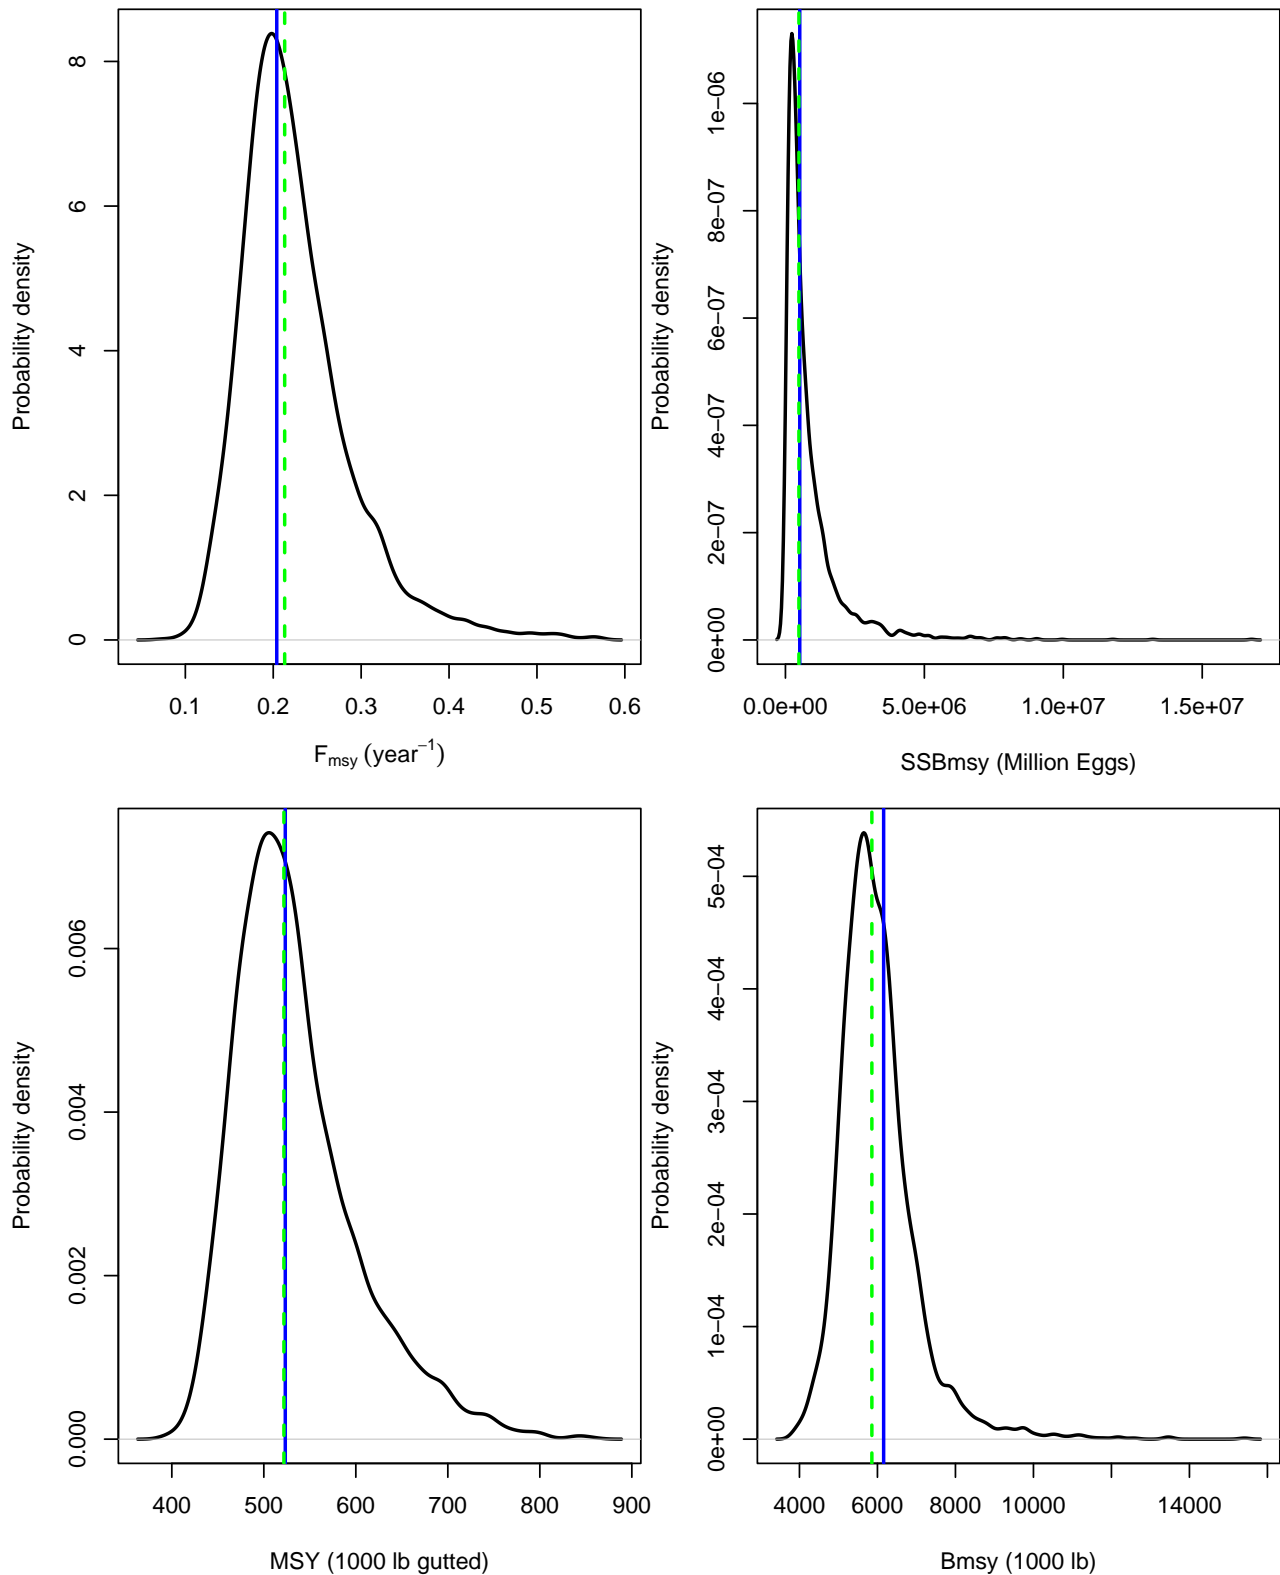 Probability density
0
2
4
6
8
0.1 0.2 0.3 0.4 0.5 0.6
Fmsy (year−1)
Probability density
0e+00
2e−07
4e−07
6e−07
8e−07
1e−06
0.0e+00 5.0e+06 1.0e+07 1.5e+07
SSBmsy (Million Eggs)
Probability density
0.000
0.002
0.004
0.006
400 500 600 700 800 900
MSY (1000 lb gutted)
Probability density
0e+00
1e−04
2e−04
3e−04
4e−04
5e−04
4000 6000 8000 10000 14000
Bmsy (1000 lb)